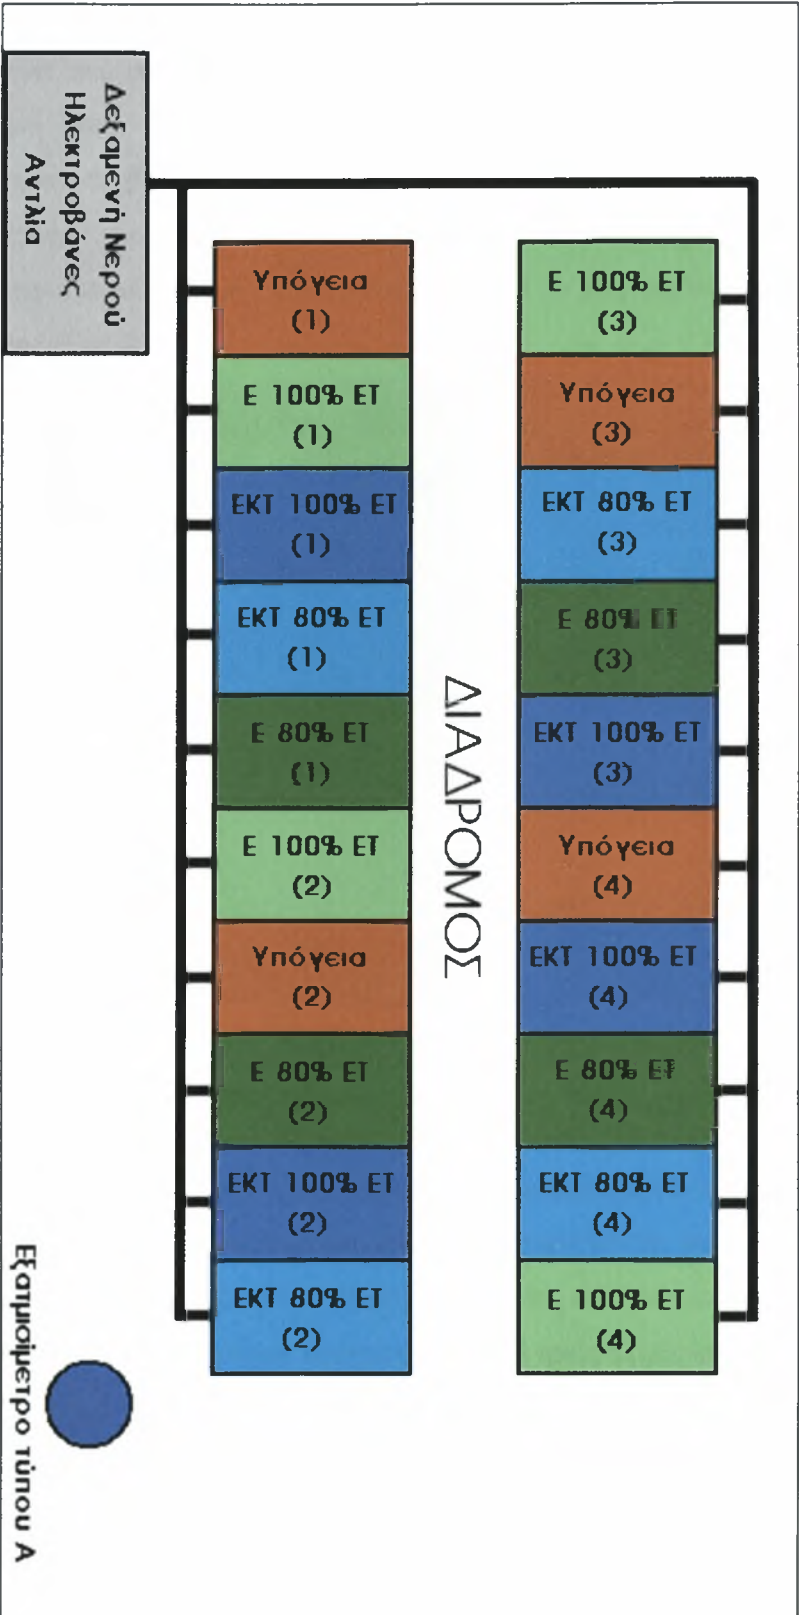 Δεξαμενή Νερού
Ηλεκτροβάνες
Αντλία
Υπόγεια
(1)
Ε 100% ΕΤ
(1)
ΕΚΤ 100% ΕΤ
(1)
ΕΚΤ 80% ΕΤ
(1)
Ε 80% ΕΤ
(1)
Ε 100% ΕΤ
(2)
Υπόγεια
(2)
Ε 80% ΕΤ
(2)
ΕΚΤ 100% ΕΤ
(2)
ΕΚΤ 80% ΕΤ
(2)
ΔΙΑΔΡΟΜΟΣ
Ε 100% ΕΤ
(3)
Υπόγεια
(3)
ΕΚΤ 80% ΕΤ
(3)
Ε 80% ΕΤ
(3)
ΕΚΤ 100% ΕΤ
(3)
Υπόγεια
(4)
ΕΚΤ 100% ΕΤ
(4)
Ε 80% ΕΤ
(4)
ΕΚΤ 80% ΕΤ
(4)
Ε 100% ΕΤ
(4)
Εξατμισίμετρο τύπου Α